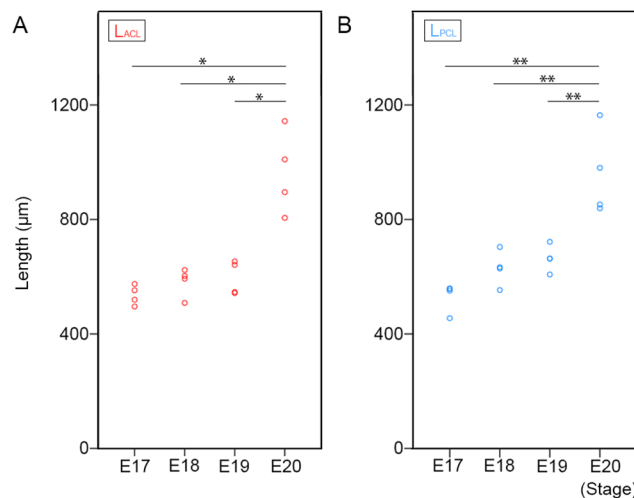 A
LACL
* 
*
*
1200
800
400
0
Length (μm)
E17 E18 E19 E20
B
LPCL
**
**
**
1200
800
400
0
E17 E18 E19 E20
(Stage)